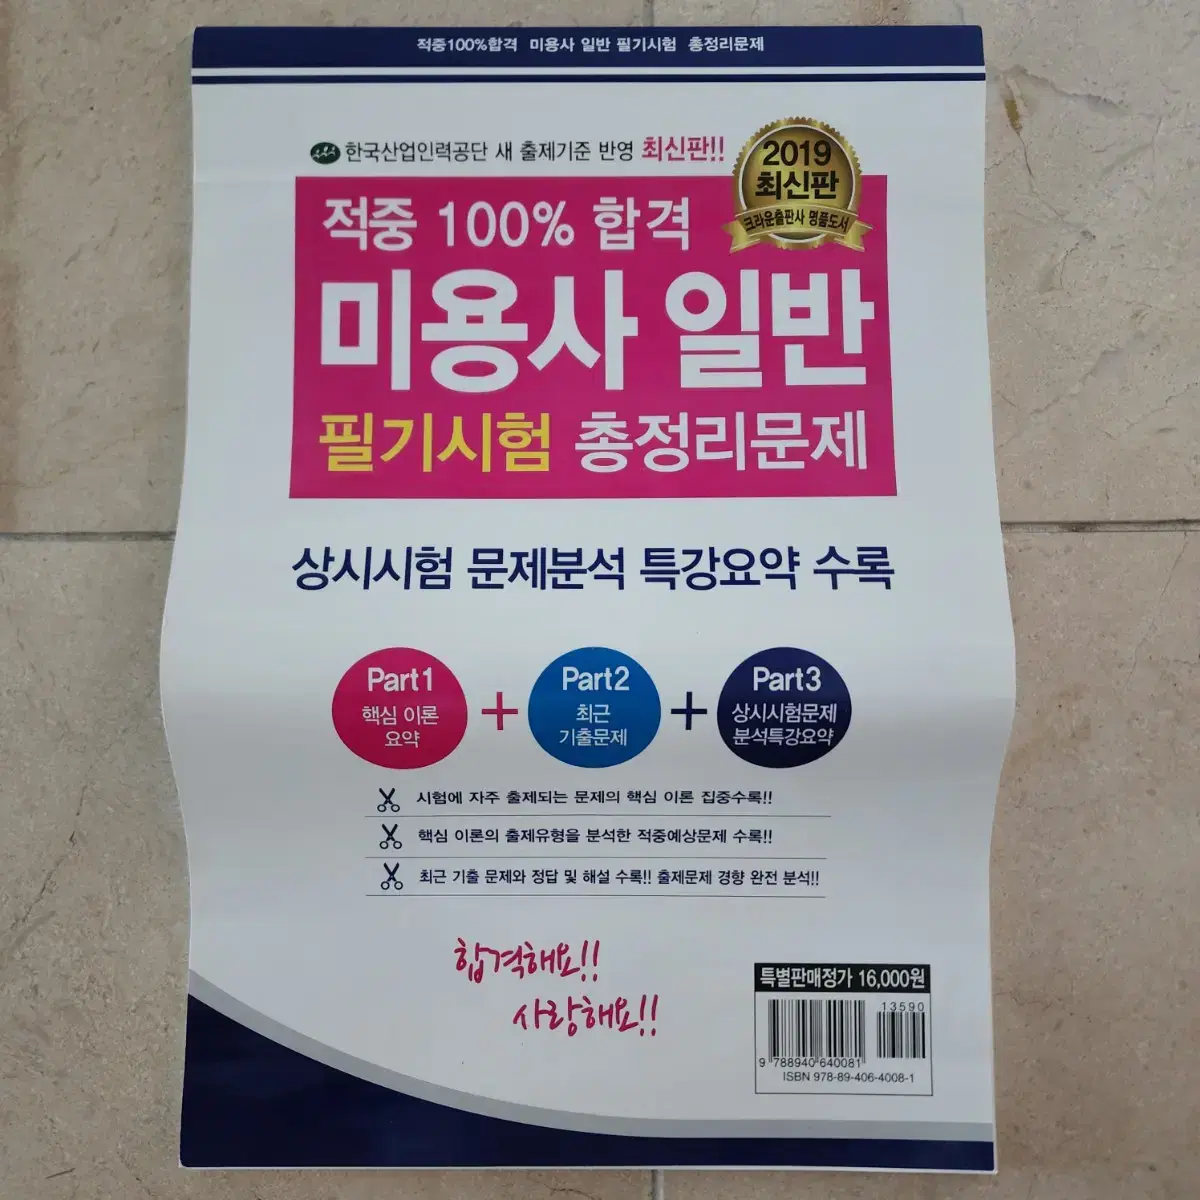 적중100%합격 미용사 일반 필기시험 총정리문제
한국산업인력공단 새 출제기준 반영 최신판!!
2019
최신판
크라운출판사 명품도서
적중 100% 합격
미용사 일반
필기시험 총정리문제
상시시험 문제분석 특강요약 수록
Part1
핵심 이론
요약
+
Part2
최근
기출문제
+
Part3
상시시험문제
분석특강요약
시험에 자주 출제되는 문제의 핵심 이론 집중수록!!
핵심 이론의 출제유형을 분석한 적중예상문제 수록!!
최근 기출 문제와 정답 및 해설 수록!! 출제문제 경향 완전 분석!!
합격해요!!
사랑해요!!
특별판매정가 16,000원
13590
9 788940 640081
ISBN 978-89-406-4008-1